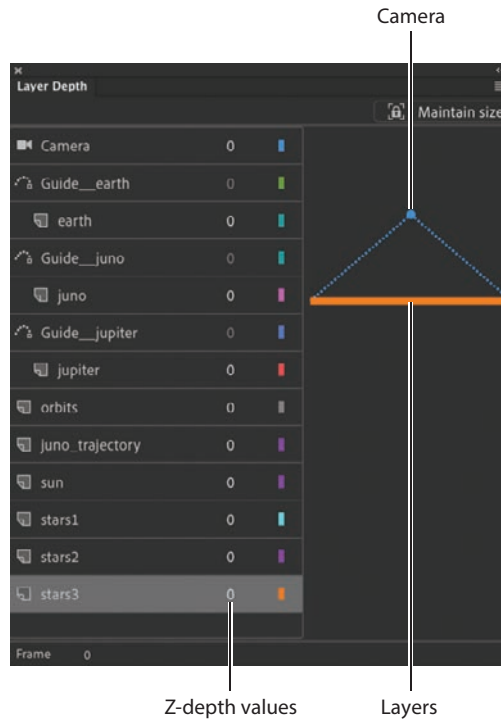 Camera
Layer Depth
Maintain size
Camera 0
Guide__earth 0
earth 0
Guide__juno 0
juno 0
Guide__jupiter 0
jupiter 0
orbits 0
juno_trajectory 0
sun 0
stars1 0
stars2 0
stars3 0
Frame 0
Z-depth values Layers